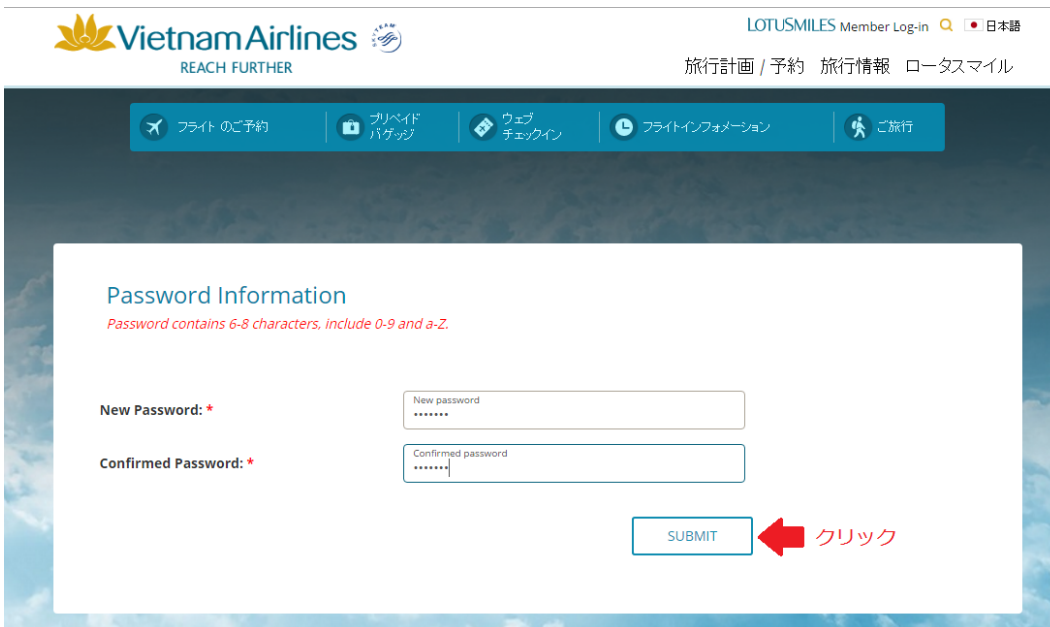 Vietnam Airlines
REACH FURTHER
LOTUSMILES Member Log-in 日本語
旅行計画 / 予約 旅行情報 ロータスマイル
フライト のご予約
プリペイド
バゲッジ
ウェブ
チェックイン
フライトインフォメーション
ご旅行
Password Information
Password contains 6-8 characters, include 0-9 and a-Z.
New Password: *
New password
•••••••
Confirmed Password: *
Confirmed password
•••••••
SUBMIT
クリック